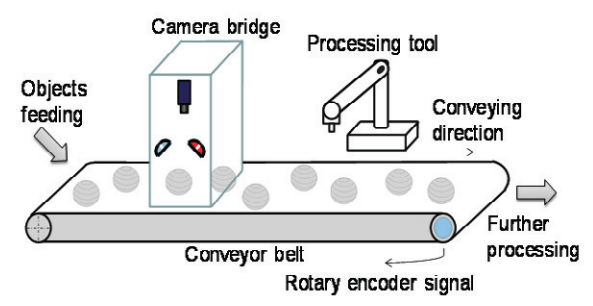 Camera bridge
Processing tool
Objects
feeding
Conveying
direction
Further
processing
Conveyor belt
Rotary encoder signal